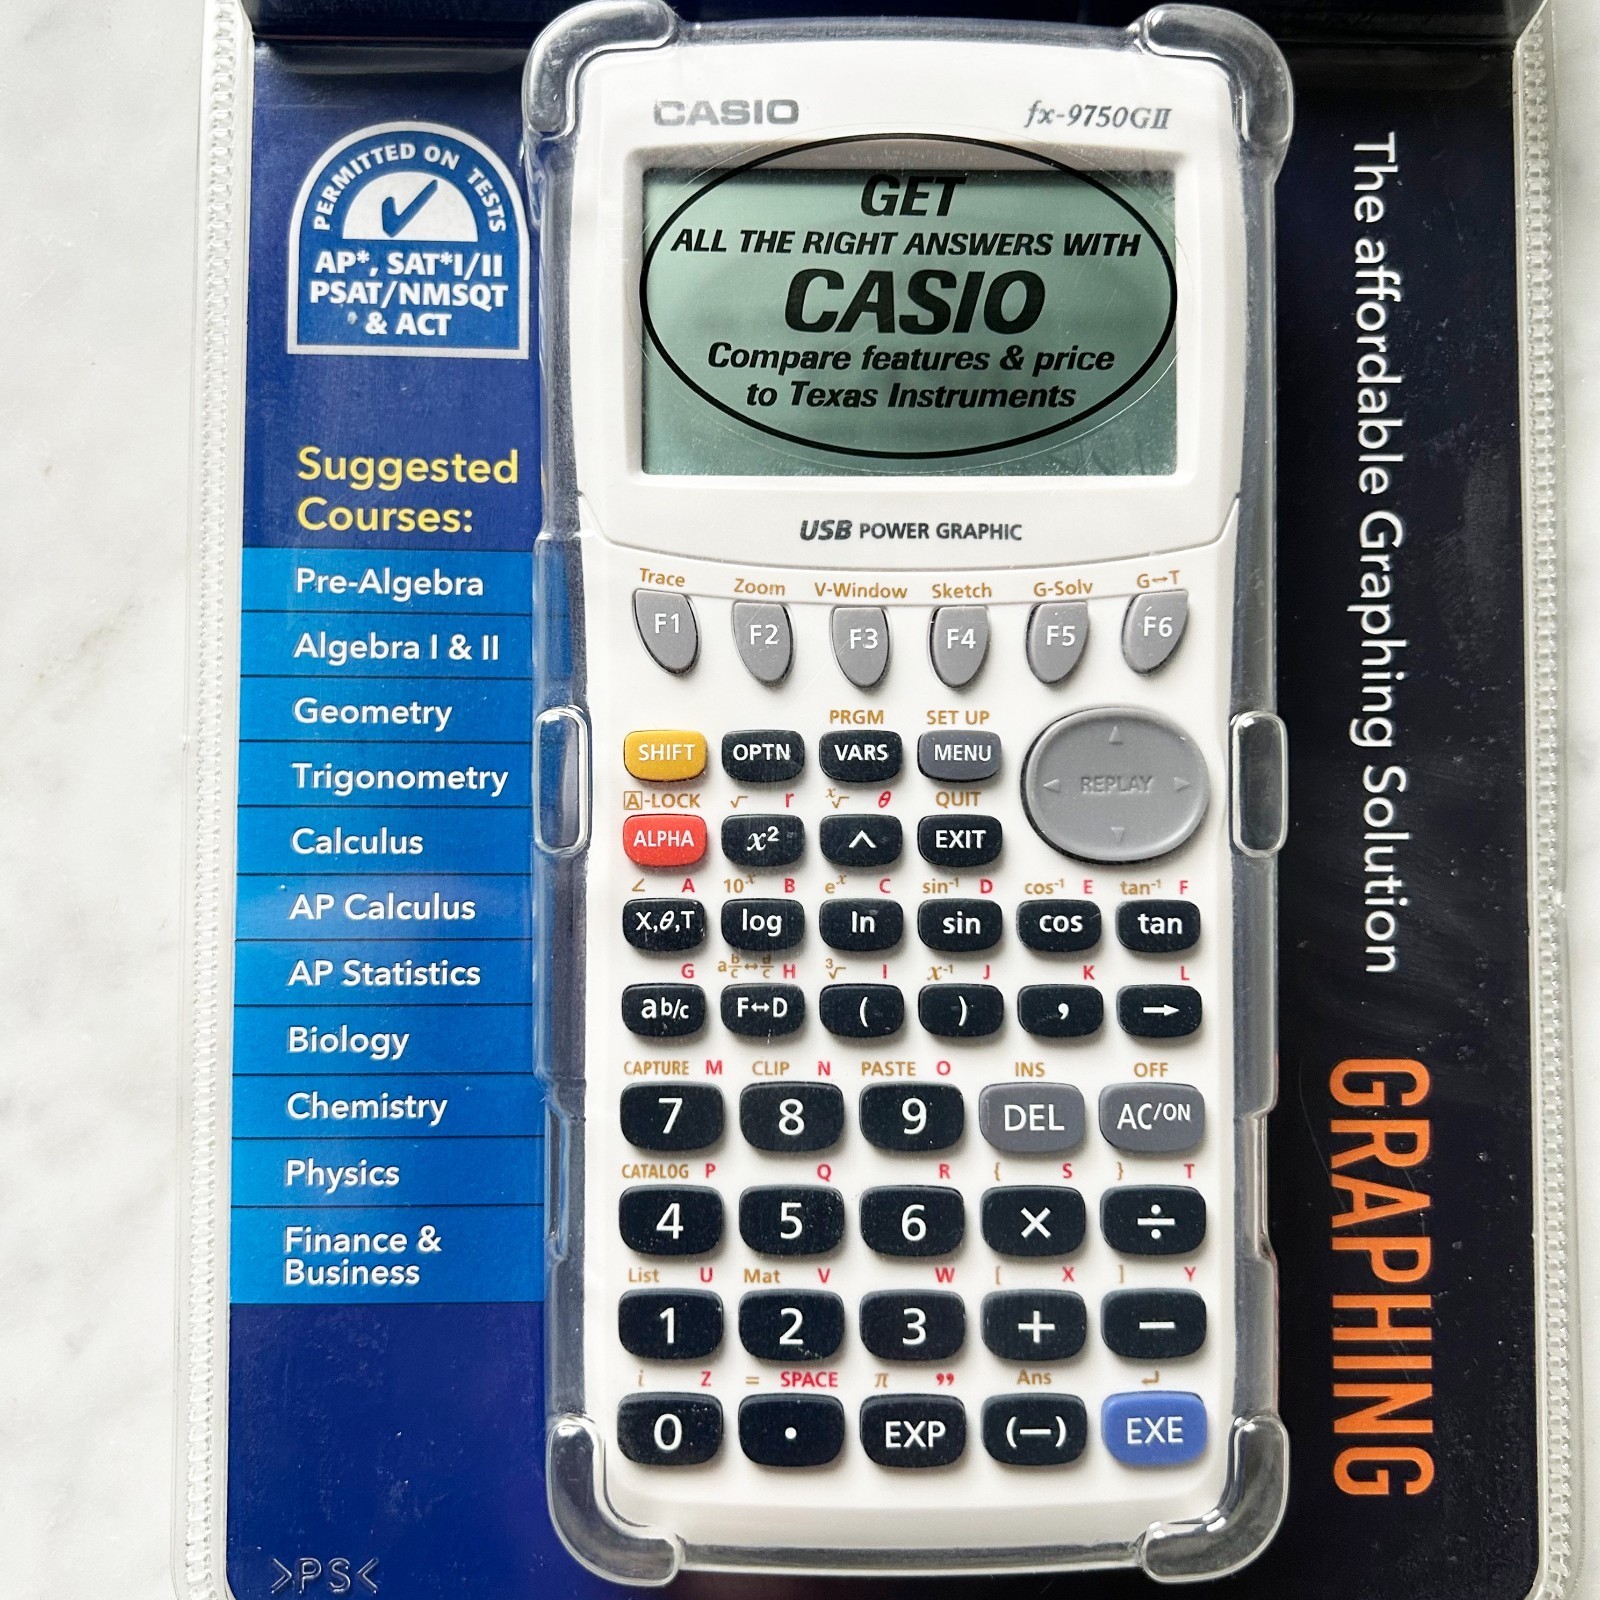 CASIO
fx-9750GII
GET
ALL THE RIGHT ANSWERS WITH
CASIO
Compare features & price
to Texas Instruments
USB POWER GRAPHIC
PERMITTED ON TESTS
AP*, SAT*I/II
PSAT/NMSQT
& ACT
Suggested
Courses:
Pre-Algebra
Algebra I & II
Geometry
Trigonometry
Calculus
AP Calculus
AP Statistics
Biology
Chemistry
Physics
Finance &
Business
>PS<
Trace Zoom V-Window Sketch G-Solv G↔T
F1 F2 F3 F4 F5 F6
PRGM SET UP
SHIFT OPTN VARS MENU
REPLAY
A-LOCK √ r ˣ√ θ QUIT
ALPHA x² ^ EXIT
∠ A 10ˣ B eˣ C sin⁻¹ D cos⁻¹ E tan⁻¹ F
X,θ,T log ln sin cos tan
G a b/c↔d/c H ³√ I x⁻¹ J K L
a b/c F↔D ( ) , →
CAPTURE M CLIP N PASTE O INS OFF
7 8 9 DEL AC/ON
CATALOG P Q R { S } T
4 5 6 × ÷
List U Mat V W [ X ] Y
1 2 3 + −
i Z = SPACE π " Ans ↵
0 . EXP (−) EXE
The affordable Graphing Solution
GRAPHING